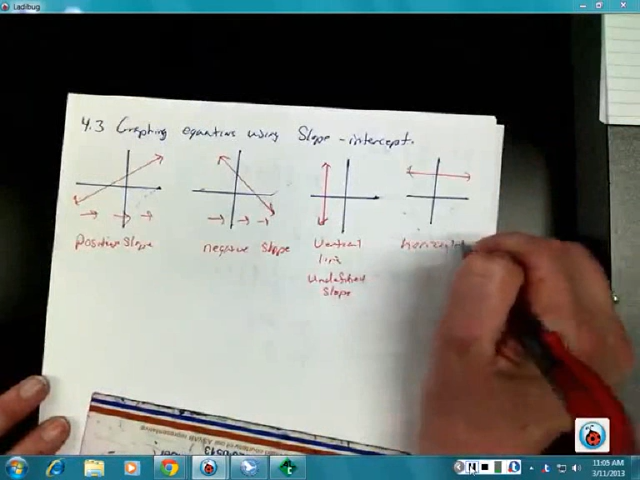 Ladibug
4.3 Graphing equations using Slope-intercept.
positive slope
negative slope
Vertical
line
Undefined
slope
horizontal
11:05 AM
3/11/2013